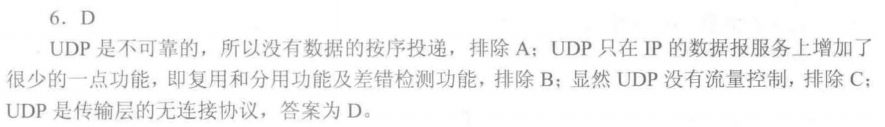 6．D
UDP 是不可靠的，所以没有数据的按序投递，排除 A；UDP 只在 IP 的数据报服务上增加了
很少的一点功能，即复用和分用功能及差错检测功能，排除 B；显然 UDP 没有流量控制，排除 C；
UDP 是传输层的无连接协议，答案为 D。